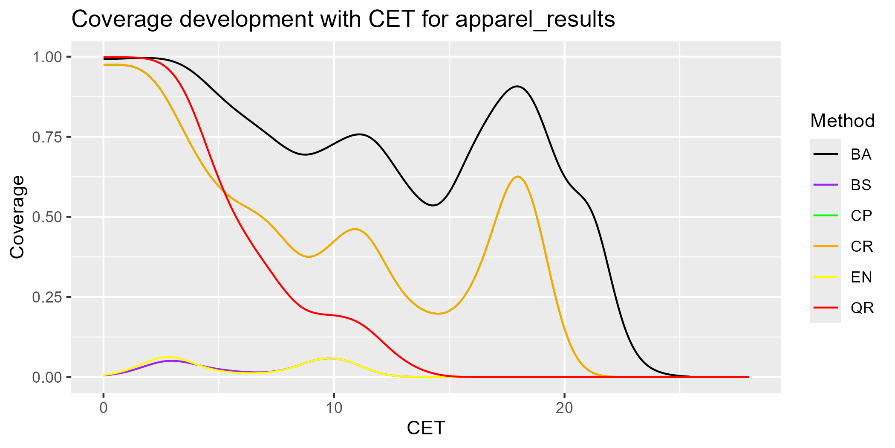 Coverage development with CET for apparel_results
1.00
0.75
0.50
0.25
0.00
Coverage
0
10
20
CET
Method
BA
BS
CP
CR
EN
QR